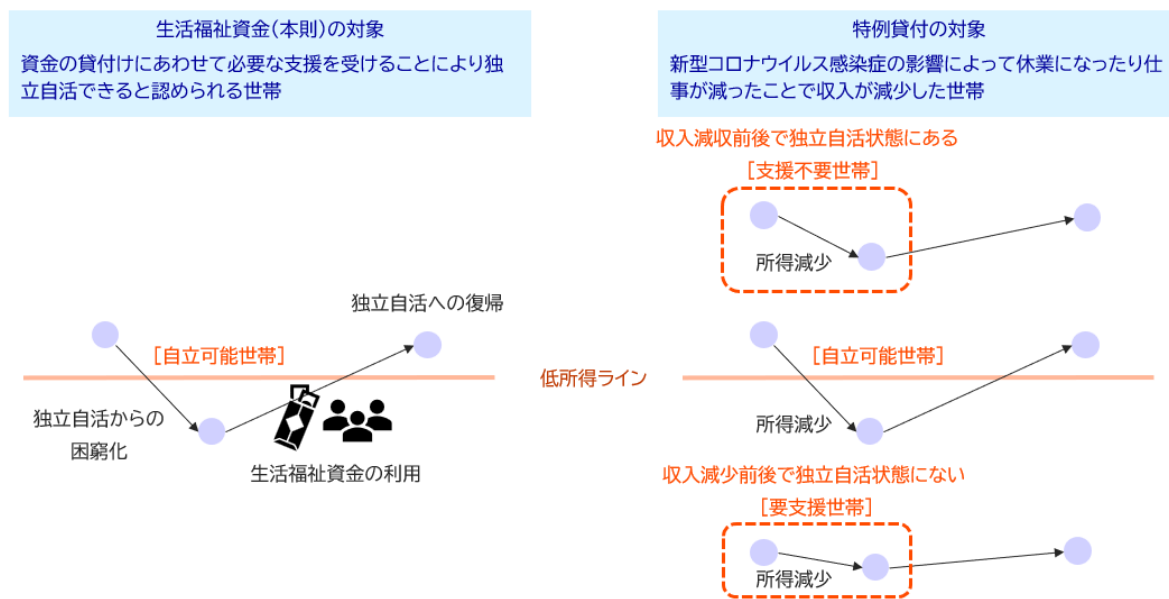 生活福祉資金(本則)の対象
資金の貸付けにあわせて必要な支援を受けることにより独
立自活できると認められる世帯
独立自活への復帰
[自立可能世帯]
独立自活からの
困窮化
生活福祉資金の利用
低所得ライン
特例貸付の対象
新型コロナウイルス感染症の影響によって休業になったり仕
事が減ったことで収入が減少した世帯
収入減収前後で独立自活状態にある
[支援不要世帯]
所得減少
[自立可能世帯]
所得減少
収入減少前後で独立自活状態にない
[要支援世帯]
所得減少